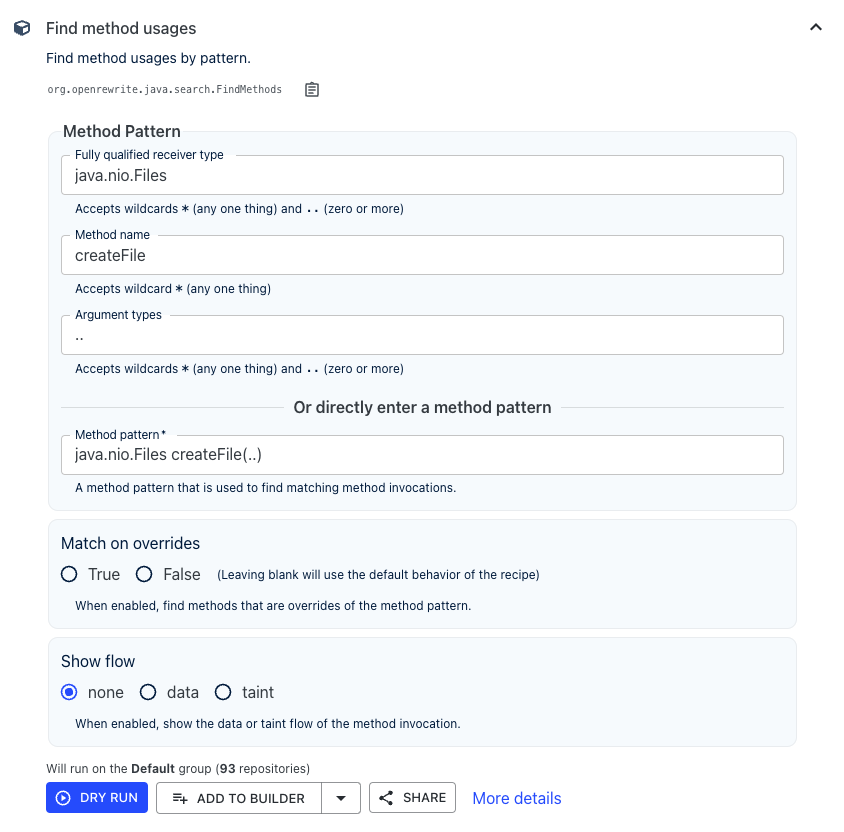 Find method usages
Find method usages by pattern.
org.openrewrite.java.search.FindMethods
Method Pattern
Fully qualified receiver type
java.nio.Files
Accepts wildcards * (any one thing) and .. (zero or more)
Method name
createFile
Accepts wildcard * (any one thing)
Argument types
..
Accepts wildcards * (any one thing) and .. (zero or more)
Or directly enter a method pattern
Method pattern *
java.nio.Files createFile(..)
A method pattern that is used to find matching method invocations.
Match on overrides
True False (Leaving blank will use the default behavior of the recipe)
When enabled, find methods that are overrides of the method pattern.
Show flow
none data taint
When enabled, show the data or taint flow of the method invocation.
Will run on the Default group (93 repositories)
DRY RUN ADD TO BUILDER SHARE More details